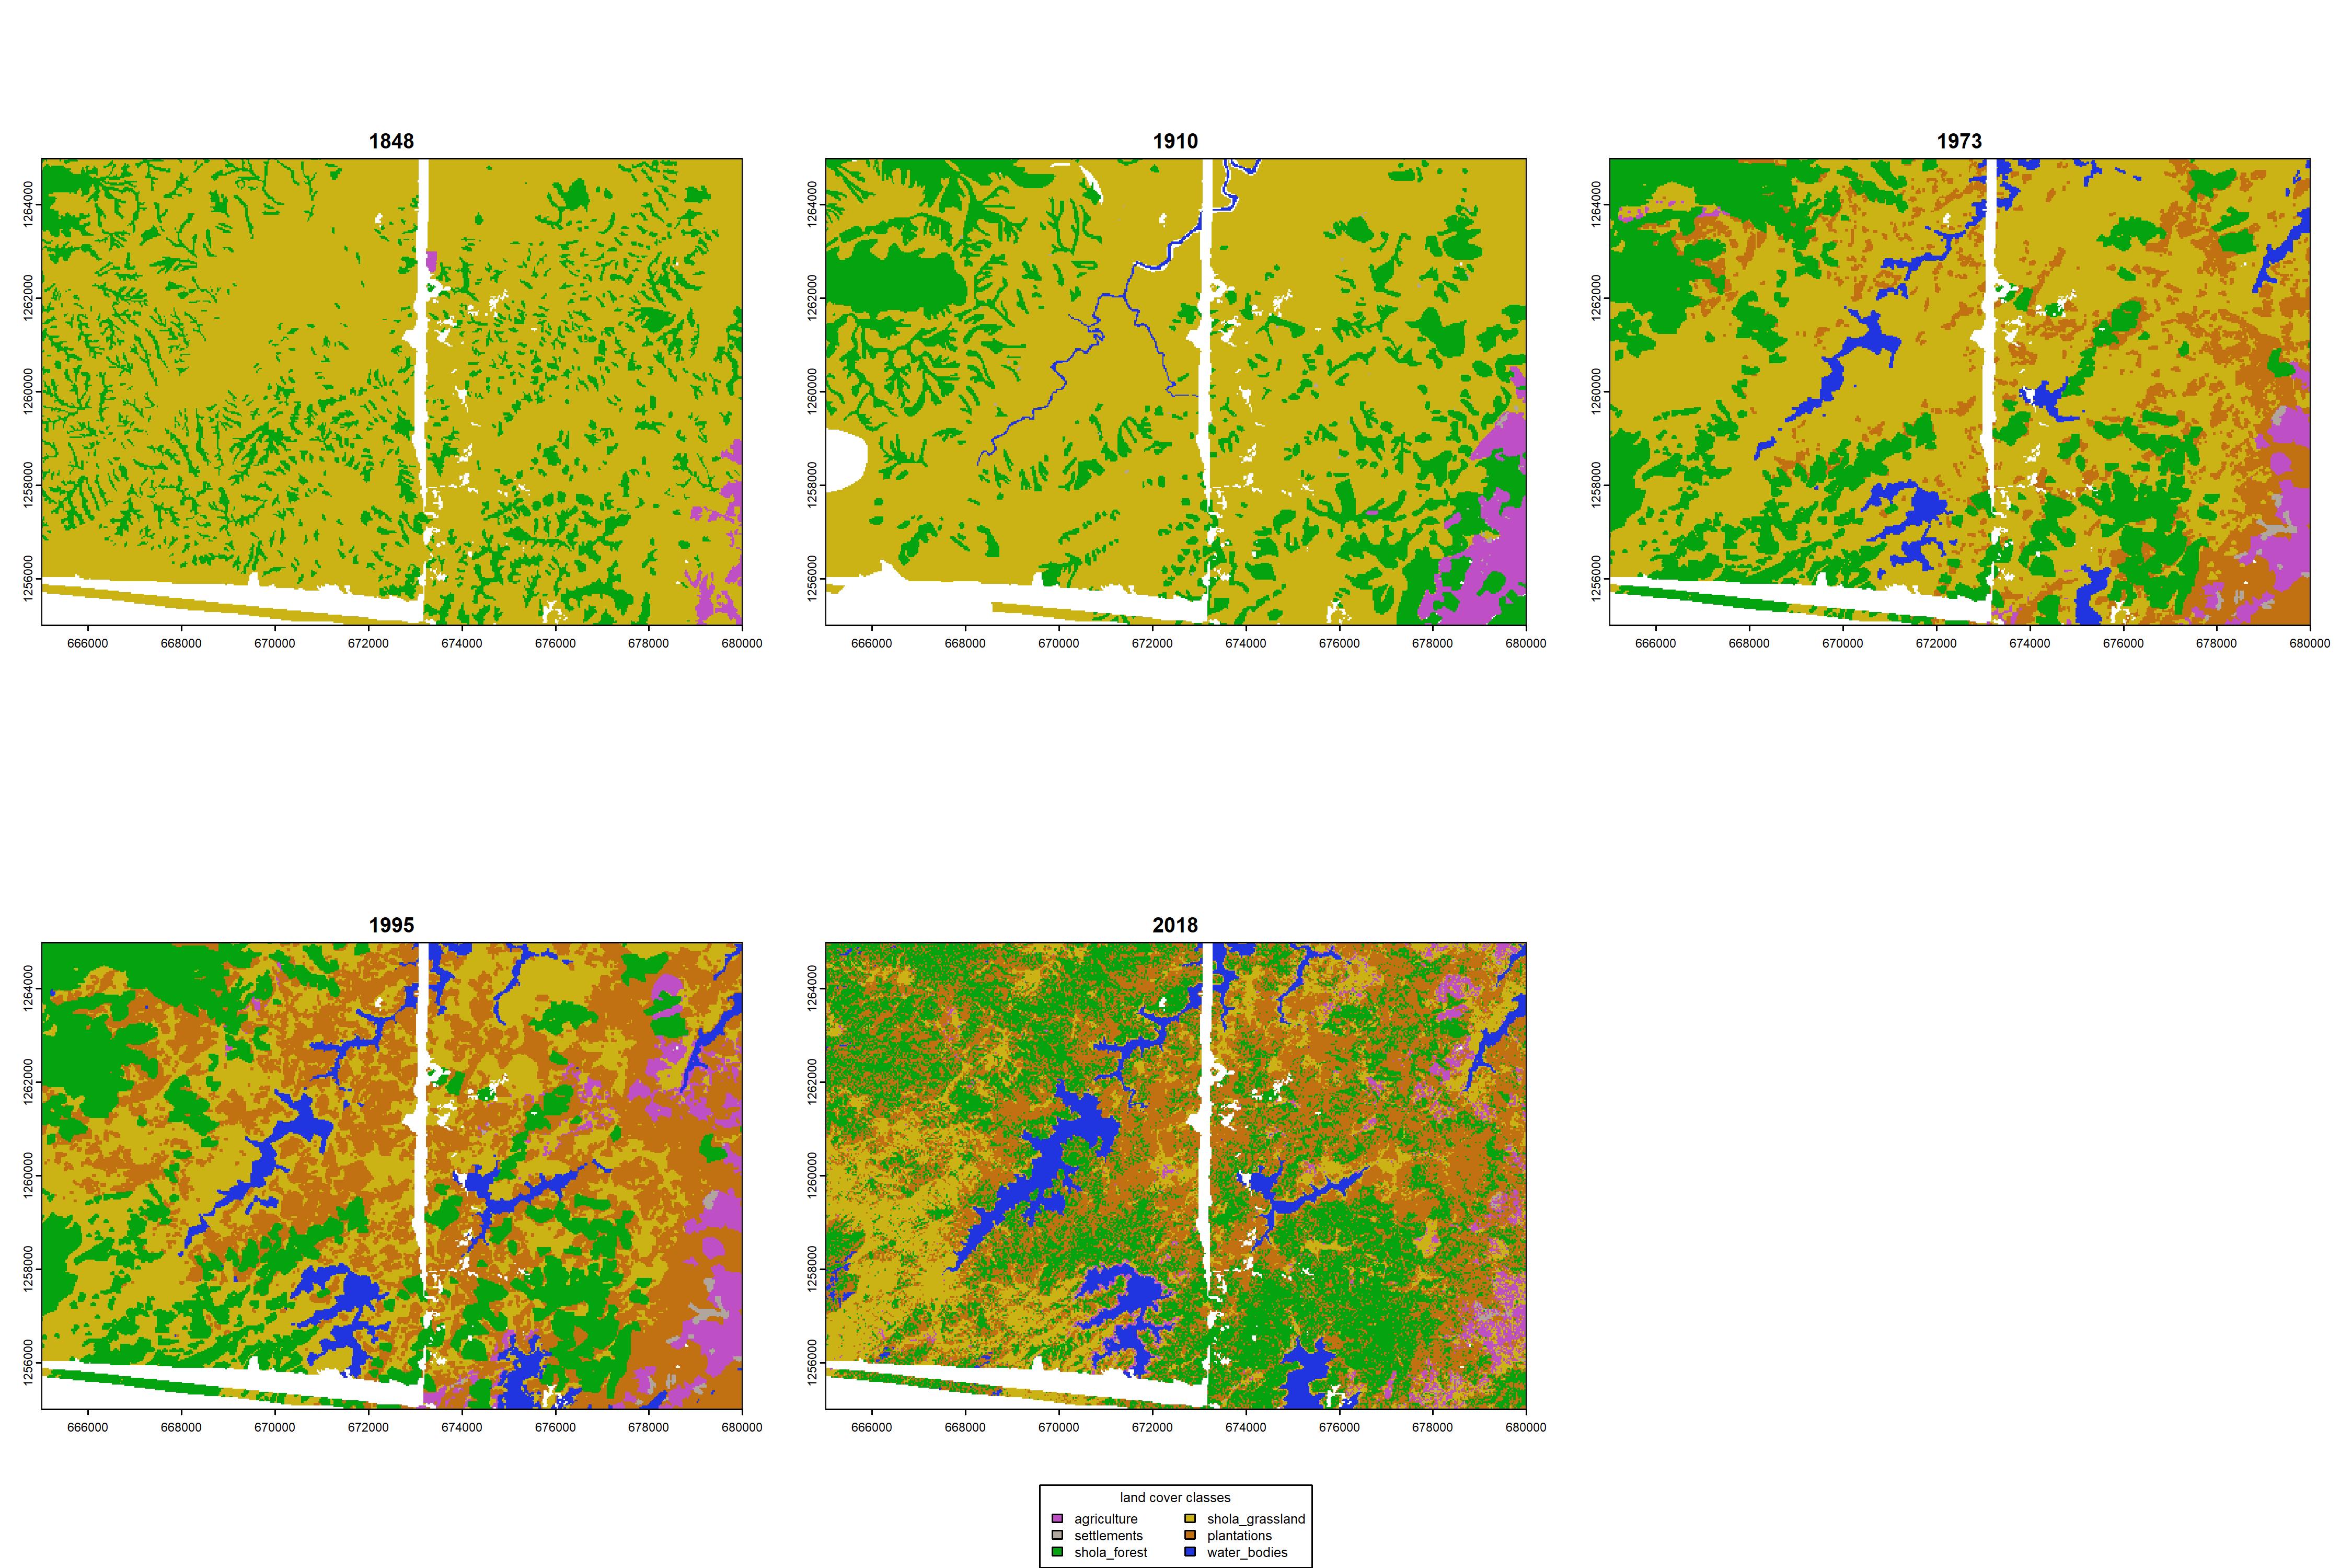 1848 1910 1973
1264000 1264000 1264000
1262000 1262000 1262000
1260000 1260000 1260000
1258000 1258000 1258000
1256000 1256000 1256000
666000 668000 670000 672000 674000 676000 678000 680000 666000 668000 670000 672000 674000 676000 678000 680000 666000 668000 670000 672000 674000 676000 678000 680000
1995 2018
1264000 1264000
1262000 1262000
1260000 1260000
1258000 1258000
1256000 1256000
666000 668000 670000 672000 674000 676000 678000 680000 666000 668000 670000 672000 674000 676000 678000 680000
land cover classes
agriculture shola_grassland
settlements plantations
shola_forest water_bodies